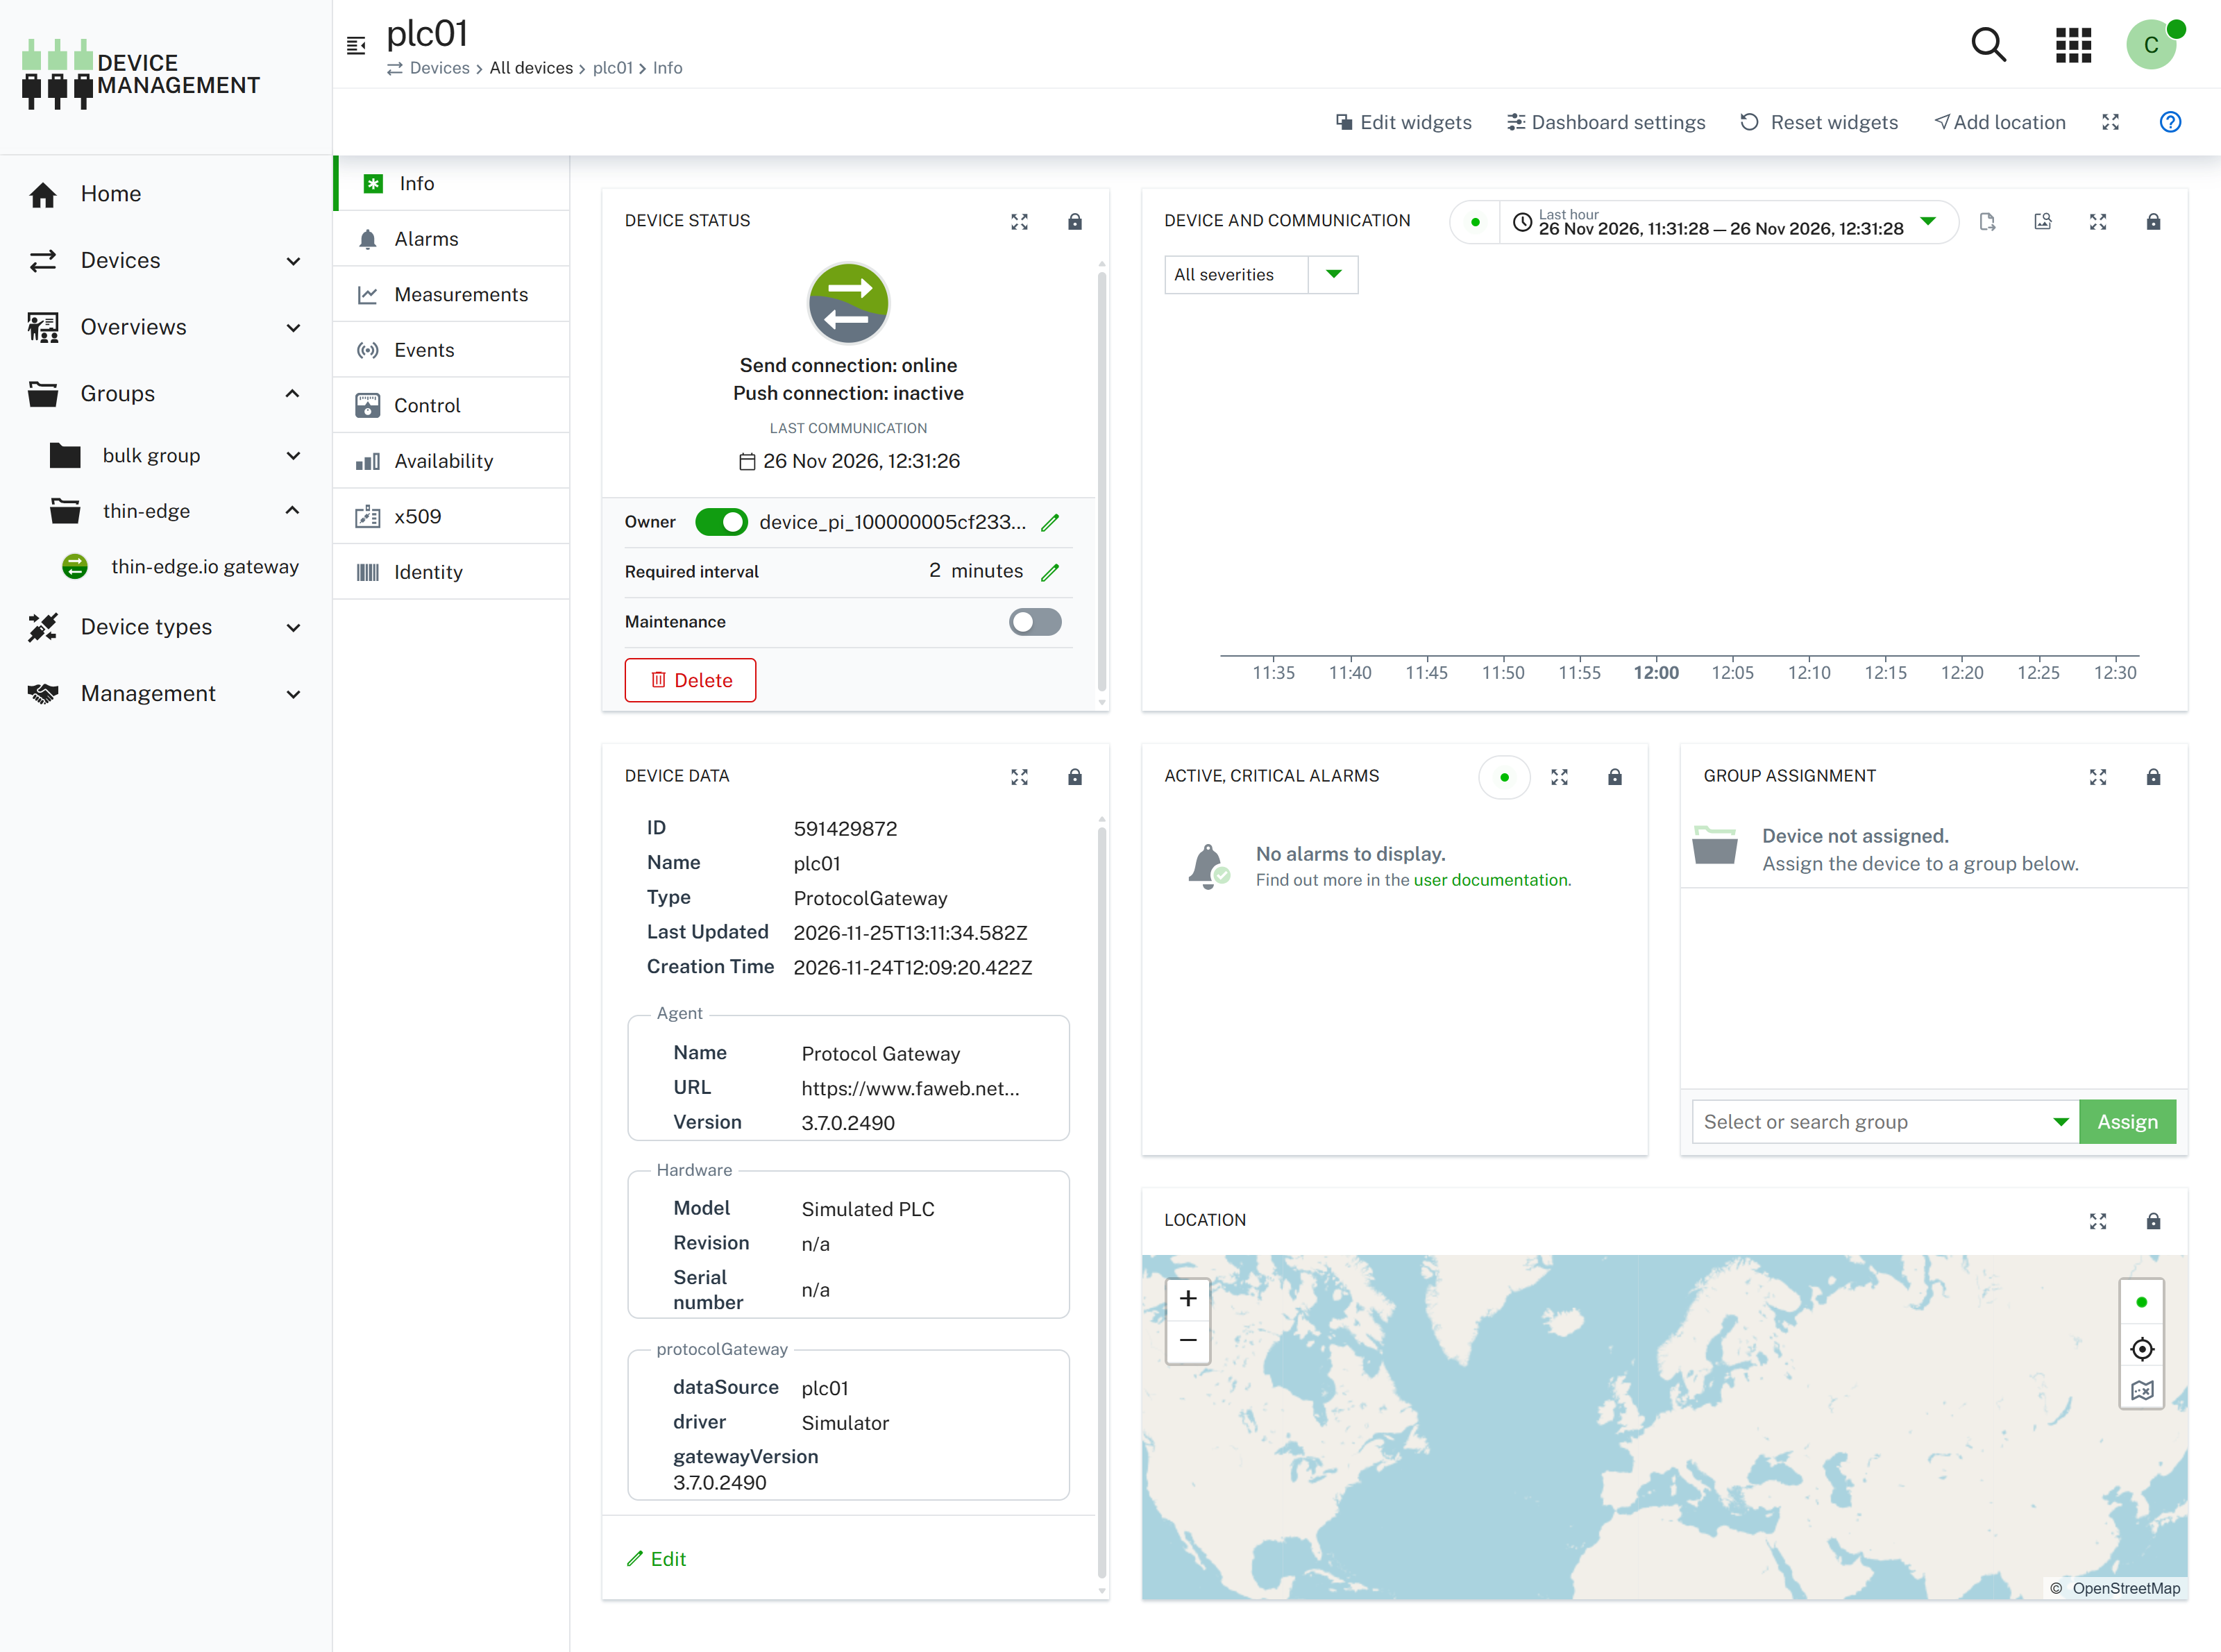 DEVICE
MANAGEMENT
Home
Devices
Overviews
Groups
bulk group
thin-edge
thin-edge.io gateway
Device types
Management
plc01
Devices > All devices > plc01 > Info
C
Edit widgets
Dashboard settings
Reset widgets
Add location
?
Info
Alarms
Measurements
Events
Control
Availability
x509
Identity
DEVICE STATUS
Send connection: online
Push connection: inactive
LAST COMMUNICATION
26 Nov 2026, 12:31:26
Owner device_pi_100000005cf233...
Required interval 2 minutes
Maintenance
Delete
DEVICE AND COMMUNICATION
Last hour
26 Nov 2026, 11:31:28 — 26 Nov 2026, 12:31:28
All severities
11:35 11:40 11:45 11:50 11:55 12:00 12:05 12:10 12:15 12:20 12:25 12:30
DEVICE DATA
ID 591429872
Name plc01
Type ProtocolGateway
Last Updated 2026-11-25T13:11:34.582Z
Creation Time 2026-11-24T12:09:20.422Z
Agent
Name Protocol Gateway
URL https://www.faweb.net...
Version 3.7.0.2490
Hardware
Model Simulated PLC
Revision n/a
Serial
number n/a
protocolGateway
dataSource plc01
driver Simulator
gatewayVersion
3.7.0.2490
Edit
ACTIVE, CRITICAL ALARMS
No alarms to display.
Find out more in the user documentation.
GROUP ASSIGNMENT
Device not assigned.
Assign the device to a group below.
Select or search group
Assign
LOCATION
+
−
© OpenStreetMap